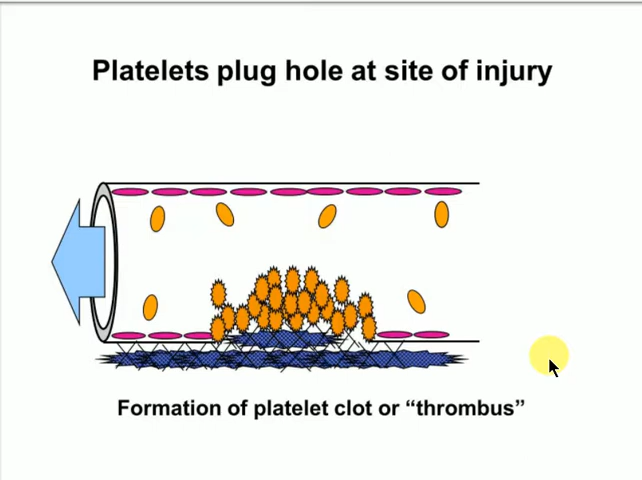 Platelets plug hole at site of injury
Formation of platelet clot or “thrombus”